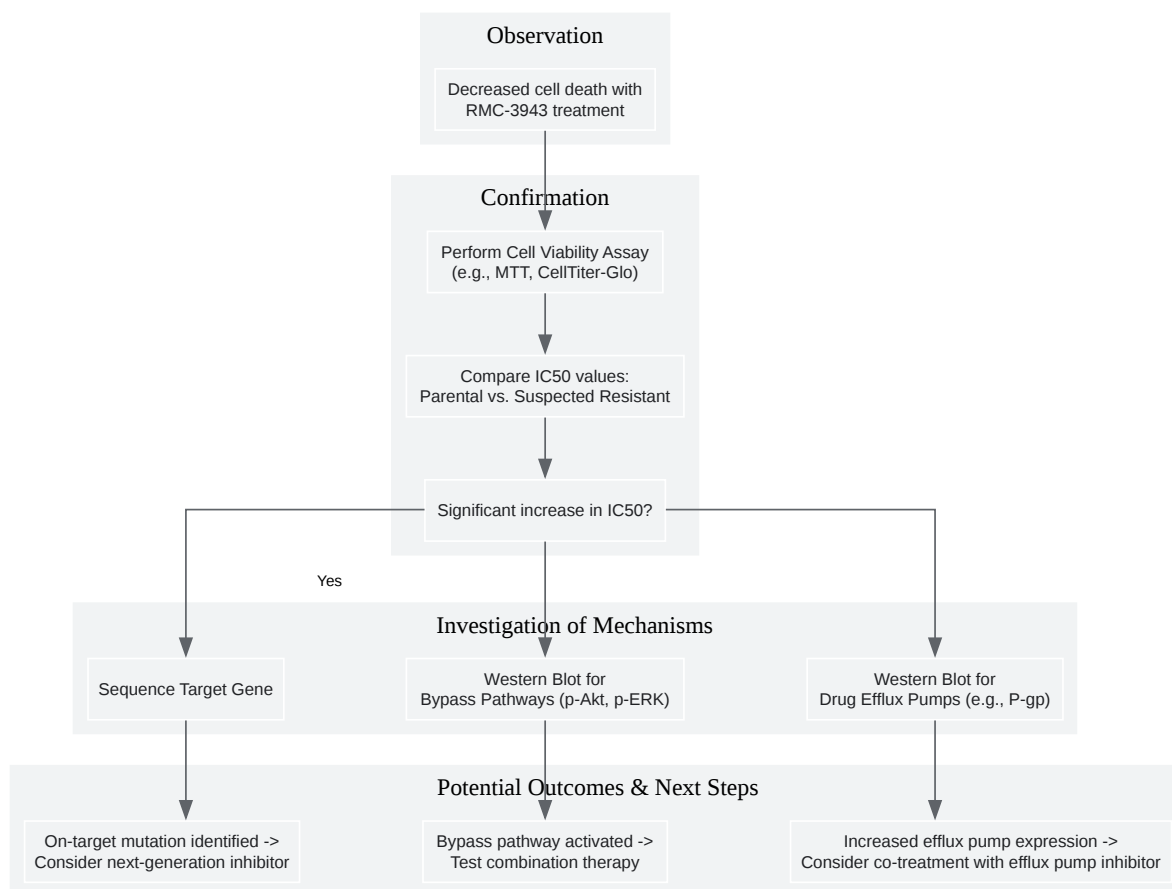 Observation
Decreased cell death with
RMC-3943 treatment
Confirmation
Perform Cell Viability Assay
(e.g., MTT, CellTiter-Glo)
Compare IC50 values:
Parental vs. Suspected Resistant
Significant increase in IC50?
Yes
Investigation of Mechanisms
Sequence Target Gene
Western Blot for
Bypass Pathways (p-Akt, p-ERK)
Western Blot for
Drug Efflux Pumps (e.g., P-gp)
Potential Outcomes & Next Steps
On-target mutation identified ->
Consider next-generation inhibitor
Bypass pathway activated ->
Test combination therapy
Increased efflux pump expression ->
Consider co-treatment with efflux pump inhibitor